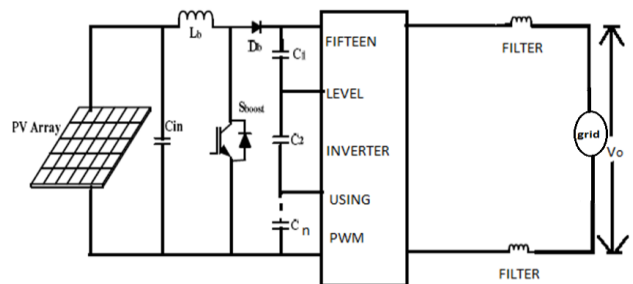 Lb
Db
C1
FIFTEEN
FILTER
LEVEL
PV Array
Cin
Sboost
C2
INVERTER
grid
Vo
USING
Cn
PWM
FILTER